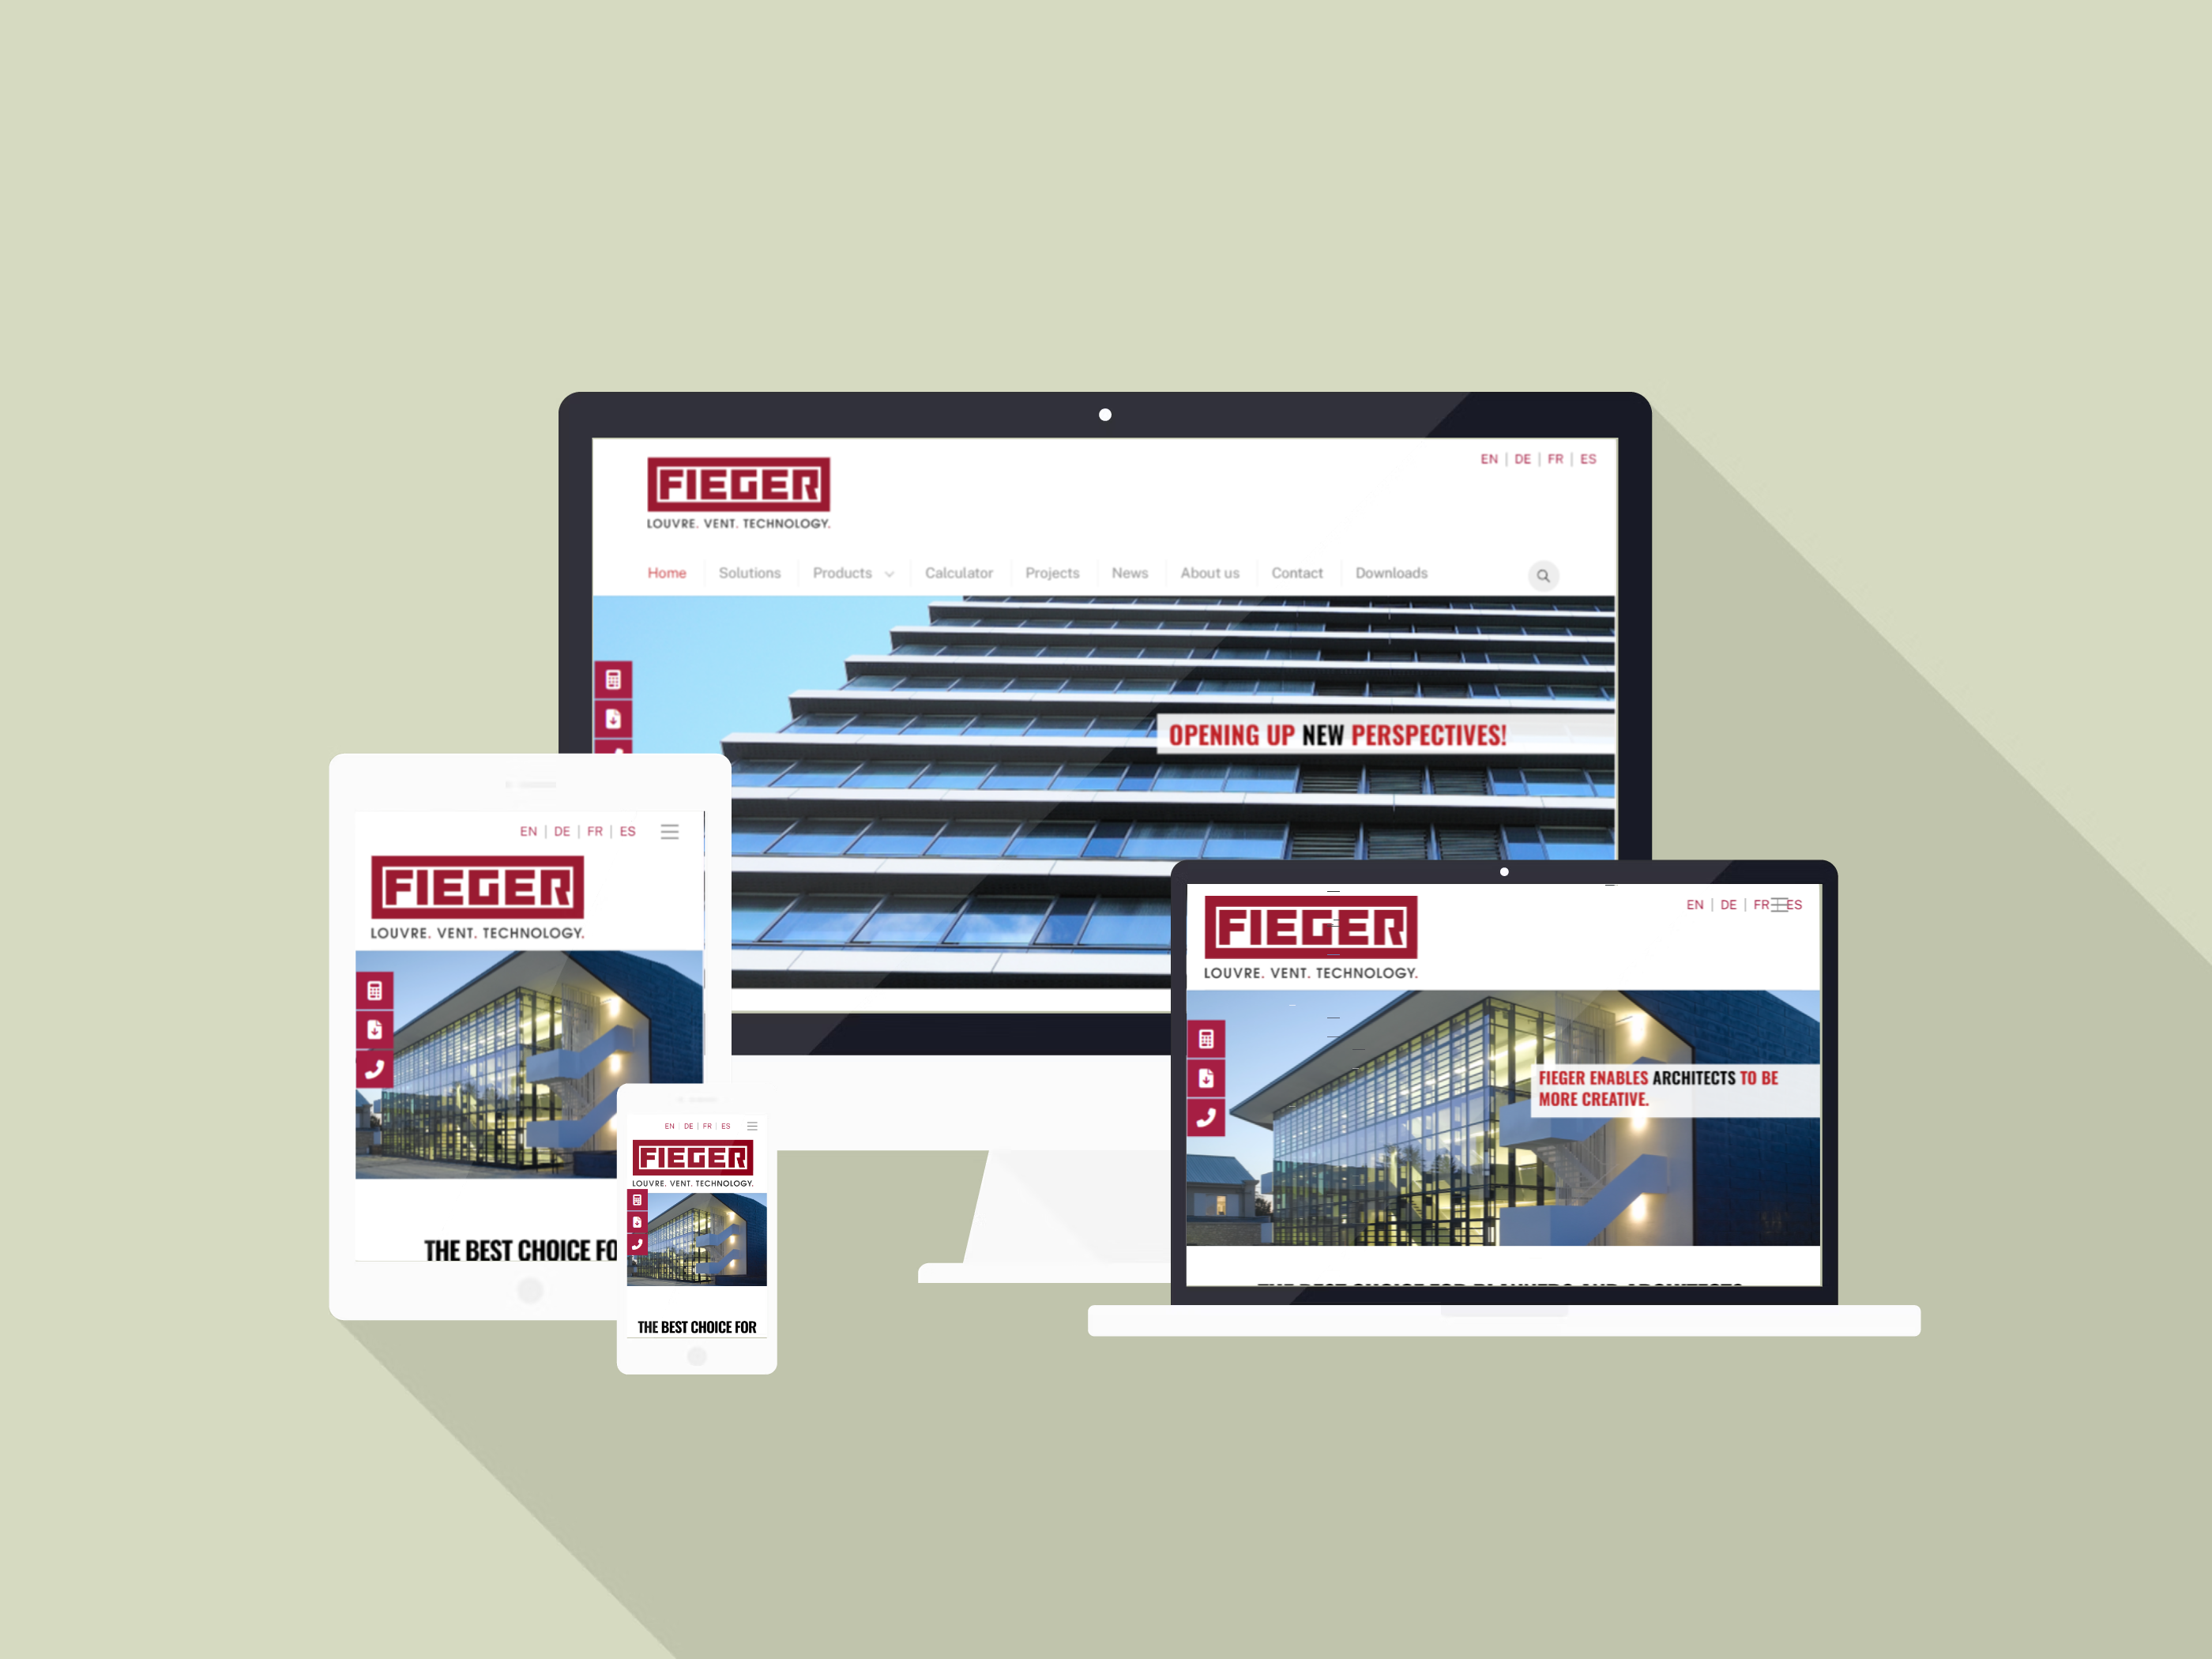 FIEGER
LOUVRE. VENT. TECHNOLOGY.
EN | DE | FR | ES
Home Solutions Products Calculator Projects News About us Contact Downloads
OPENING UP NEW PERSPECTIVES!
EN | DE | FR | ES
FIEGER
LOUVRE. VENT. TECHNOLOGY.
THE BEST CHOICE FO
EN | DE | FR | ES
FIEGER
LOUVRE. VENT. TECHNOLOGY.
THE BEST CHOICE FOR
FIEGER
LOUVRE. VENT. TECHNOLOGY.
EN | DE | FR | ES
FIEGER ENABLES ARCHITECTS TO BE
MORE CREATIVE.